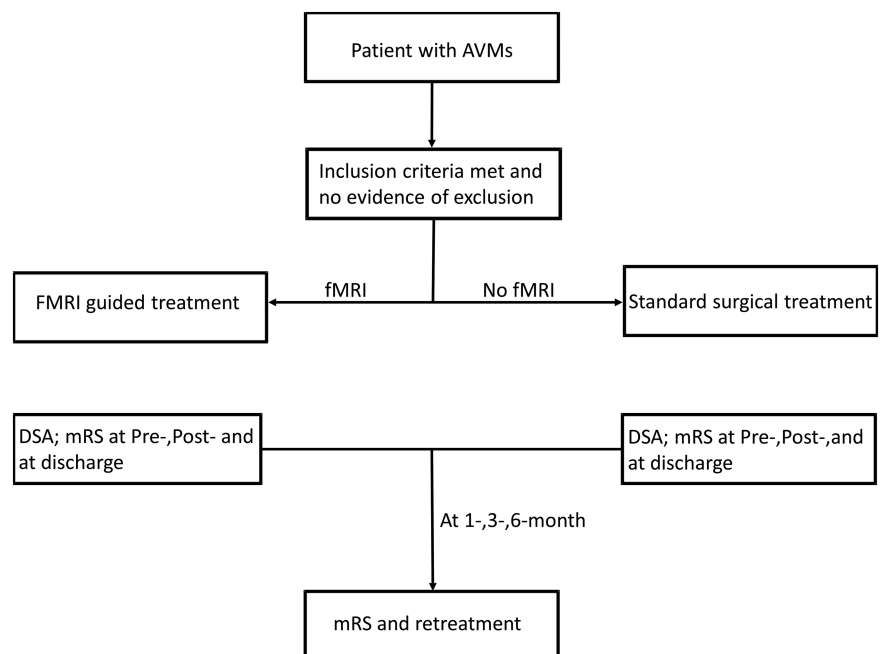 Patient with AVMs
Inclusion criteria met and
no evidence of exclusion
FMRI guided treatment
fMRI
No fMRI
Standard surgical treatment
DSA; mRS at Pre-,Post- and
at discharge
DSA; mRS at Pre-,Post-,and
at discharge
At 1-,3-,6-month
mRS and retreatment